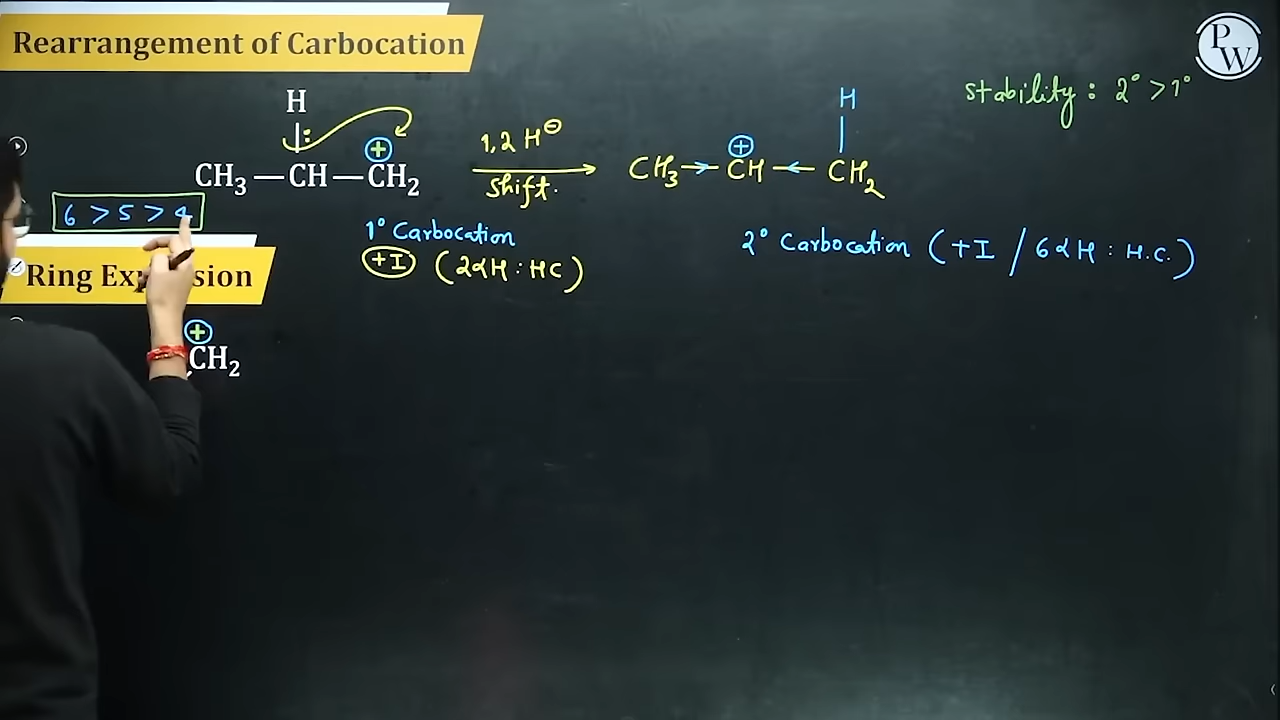 Rearrangement of Carbocation
PW
stability : 2° > 1°
H
H
CH₃ — CH — CH₂ ⊕
1,2 H⊖
shift.
CH₃ → CH ← CH₂ ⊕
6 > 5 > 4
1° Carbocation
+I (2αH : HC)
2° Carbocation (+I / 6αH : H.C.)
Ring Exp sion
⊕
CH₂